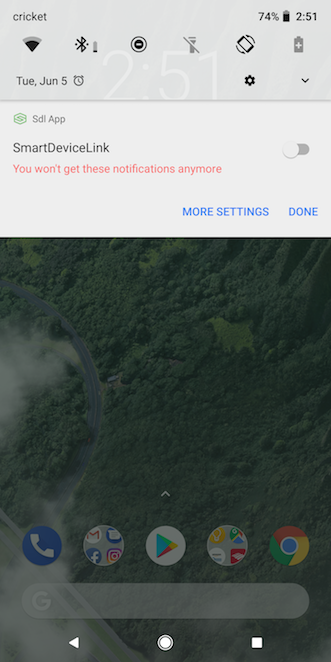 cricket 74% 2:51
2:51
Tue, Jun 5
Sdl App
SmartDeviceLink
You won't get these notifications anymore
MORE SETTINGS DONE
G